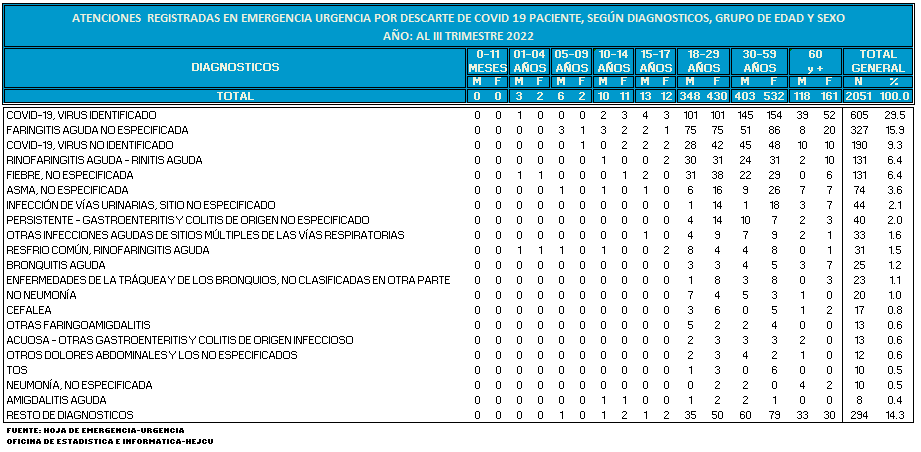 ATENCIONES REGISTRADAS EN EMERGENCIA URGENCIA POR DESCARTE DE COVID 19 PACIENTE, SEGÚN DIAGNOSTICOS, GRUPO DE EDAD Y SEXO
AÑO: AL III TRIMESTRE 2022
DIAGNOSTICOS 0-11 MESES 01-04 AÑOS 05-09 AÑOS 10-14 AÑOS 15-17 AÑOS 18-29 AÑOS 30-59 AÑOS 60 y + TOTAL GENERAL
M F M F M F M F M F M F M F M F N %
TOTAL 0 0 3 2 6 2 10 11 13 12 348 430 403 532 118 161 2051 100.0
COVID-19, VIRUS IDENTIFICADO 0 0 1 0 0 0 2 3 4 3 101 101 145 154 39 52 605 29.5
FARINGITIS AGUDA NO ESPECIFICADA 0 0 0 0 3 1 3 2 2 1 75 75 51 86 8 20 327 15.9
COVID-19, VIRUS NO IDENTIFICADO 0 0 0 0 0 1 0 2 2 2 28 42 45 48 10 10 190 9.3
RINOFARINGITIS AGUDA - RINITIS AGUDA 0 0 0 0 1 0 2 2 2 0 30 31 24 31 2 10 131 6.4
FIEBRE, NO ESPECIFICADA 0 0 1 1 0 0 0 1 2 0 31 38 22 29 0 6 131 6.4
ASMA, NO ESPECIFICADA 0 0 0 0 1 0 1 0 1 0 6 16 9 26 7 7 74 3.6
INFECCIÓN DE VÍAS URINARIAS, SITIO NO ESPECIFICADO 0 0 0 0 0 0 0 0 0 0 1 14 1 18 3 7 44 2.1
PERSISTENTE - GASTROENTERITIS Y COLITIS DE ORIGEN NO ESPECIFICADO 0 0 0 0 0 0 0 0 0 0 4 14 10 7 2 3 40 2.0
OTRAS INFECCIONES AGUDAS DE SITIOS MÚLTIPLES DE LAS VÍAS RESPIRATORIAS 0 0 0 0 0 0 0 0 1 0 4 9 7 9 2 1 33 1.6
RESFRIO COMÚN, RINOFARINGITIS AGUDA 0 0 1 1 1 0 1 0 0 2 8 4 4 8 0 1 31 1.5
BRONQUITIS AGUDA 0 0 0 0 0 0 0 0 0 0 3 3 4 5 3 7 25 1.2
ENFERMEDADES DE LA TRÁQUEA Y DE LOS BRONQUIOS, NO CLASIFICADAS EN OTRA PARTE 0 0 0 0 0 0 0 0 0 0 1 8 3 8 0 3 23 1.1
NO NEUMONÍA 0 0 0 0 0 0 0 0 0 0 7 4 5 3 1 0 20 1.0
CEFALEA 0 0 0 0 0 0 0 0 0 0 3 6 0 5 1 2 17 0.8
OTRAS FARINGOAMIGDALITIS 0 0 0 0 0 0 0 0 0 0 5 2 2 4 0 0 13 0.6
ACUOSA - OTRAS GASTROENTERITIS Y COLITIS DE ORIGEN INFECCIOSO 0 0 0 0 0 0 0 0 0 0 2 3 3 3 2 0 13 0.6
OTROS DOLORES ABDOMINALES Y LOS NO ESPECIFICADOS 0 0 0 0 0 0 0 0 0 0 2 3 4 2 1 0 12 0.6
TOS 0 0 0 0 0 0 0 0 0 0 1 3 0 6 0 0 10 0.5
NEUMONÍA, NO ESPECIFICADA 0 0 0 0 0 0 0 0 0 0 0 2 2 0 4 2 10 0.5
AMIGDALITIS AGUDA 0 0 0 0 0 0 1 1 0 0 1 2 2 1 0 0 8 0.4
RESTO DE DIAGNOSTICOS 0 0 0 0 1 0 1 2 1 2 35 50 60 79 33 30 294 14.3
FUENTE: HOJA DE EMERGENCIA-URGENCIA
OFICINA DE ESTADISTICA E INFORMATICA-HEJCU